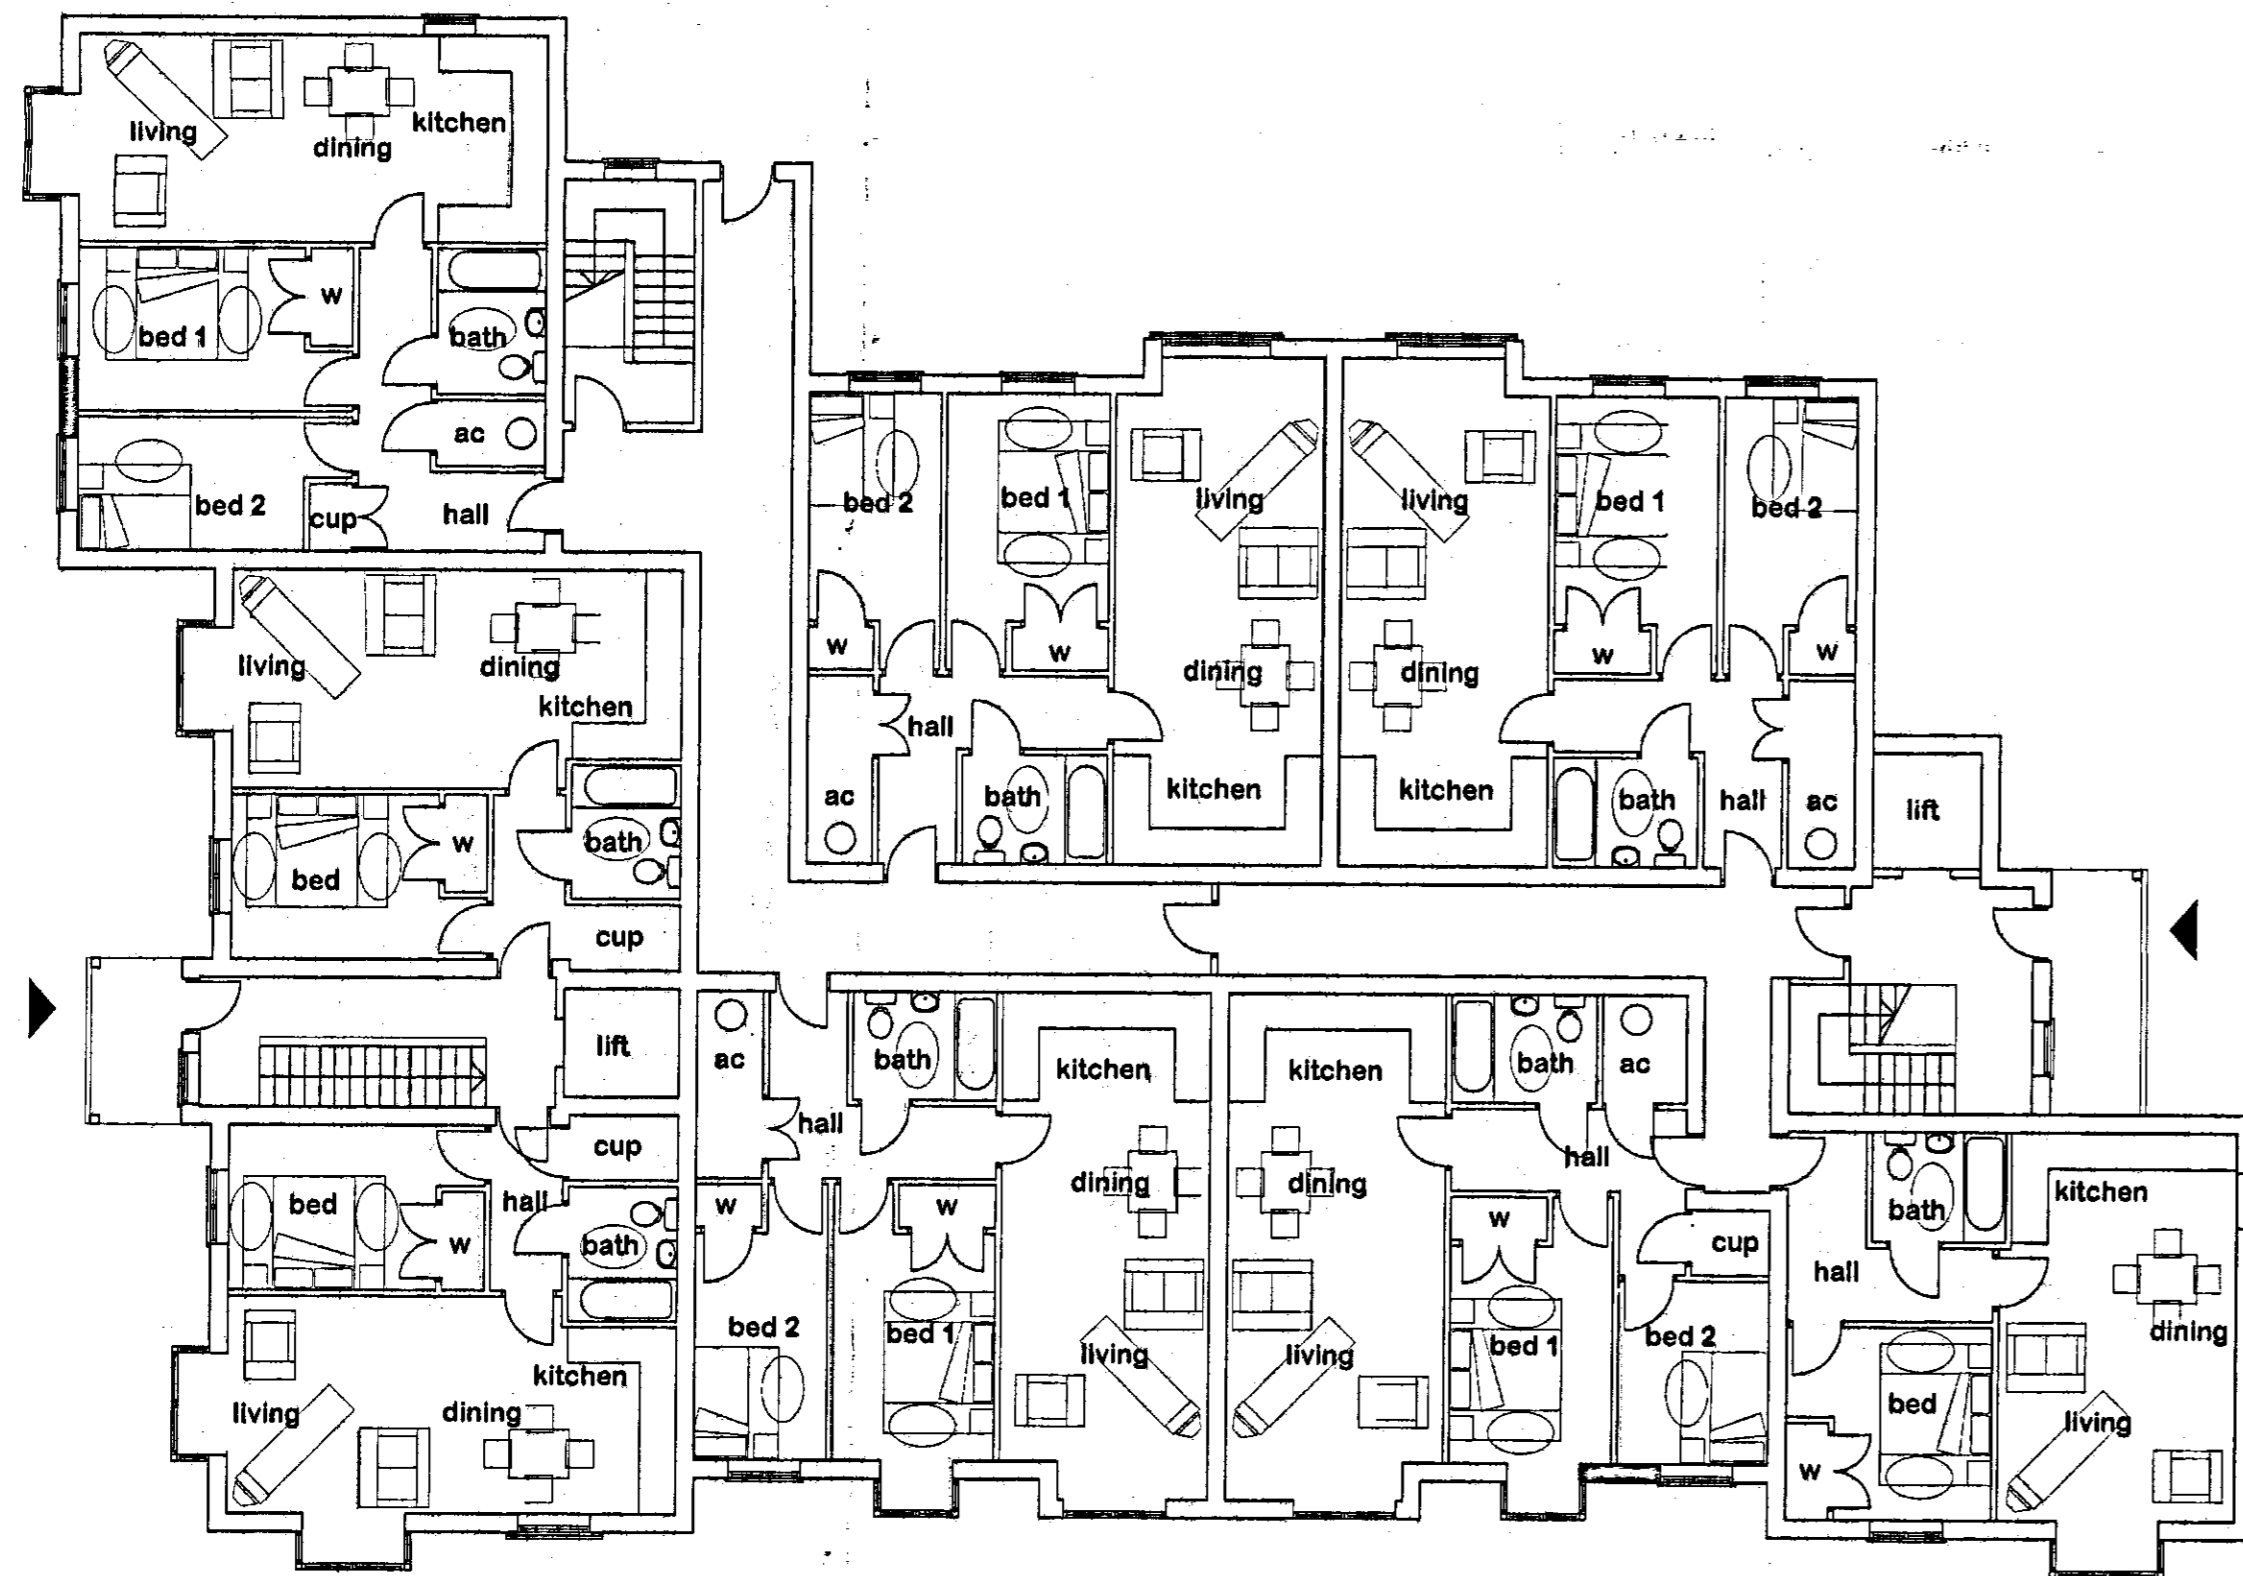 living
dining
kitchen
bed 1
w
bath
ac
bed 2
cup
hall
living
dining
kitchen
bed
w
bath
cup
lift
cup
bed
hall
w
bath
kitchen
living
dining
bed 2
bed 1
living
living
bed 1
bed 2
w
w
dining
dining
w
w
hall
ac
bath
kitchen
kitchen
bath
hall
ac
lift
ac
bath
kitchen
kitchen
bath
ac
hall
hall
dining
dining
w
w
w
cup
bed 2
bed 1
living
living
bed 1
bed 2
bath
kitchen
hall
dining
bed
living
w